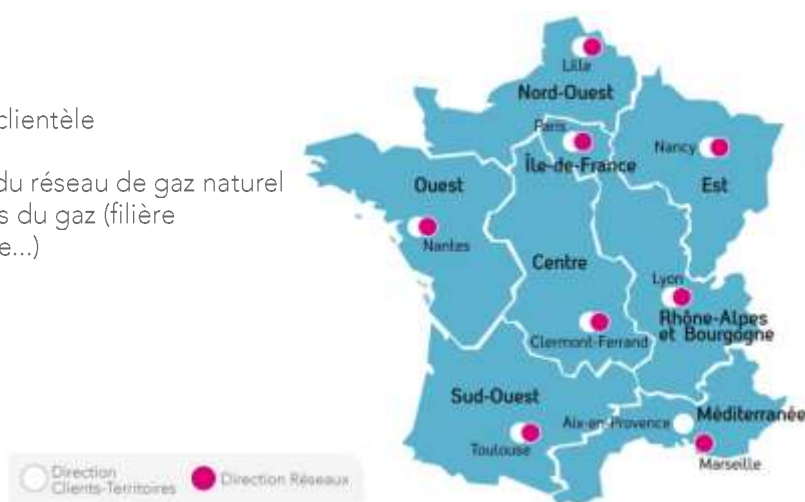 clientèle
du réseau de gaz naturel
s du gaz (filière
e...)
Lille
Nord-Ouest
Paris
Île-de-France
Nancy
Est
Ouest
Nantes
Centre
Lyon
Rhône-Alpes
et Bourgogne
Clermont-Ferrand
Sud-Ouest
Toulouse
Aix-en-Provence
Méditerranée
Marseille
Direction
Clients-Territoires
Direction Réseaux